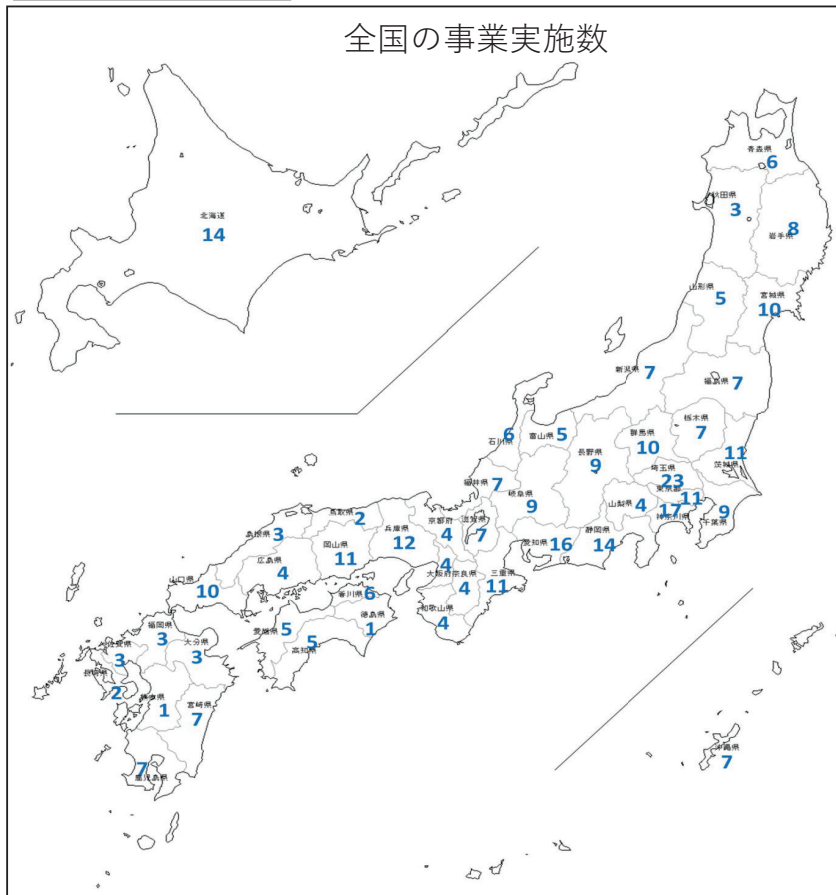 全国の事業実施数
北海道
14
青森県
6
秋田県
3
岩手県
8
山形県
5
宮城県
10
新潟県
7
福島県
7
栃木県
7
群馬県
10
茨城県
11
埼玉県
23
東京都
11
千葉県
9
神奈川県
17
山梨県
4
長野県
9
石川県
6
富山県
5
福井県
7
岐阜県
9
静岡県
14
愛知県
16
三重県
11
滋賀県
7
京都府
4
大阪府
4
奈良県
4
和歌山県
4
兵庫県
12
鳥取県
2
島根県
3
岡山県
11
広島県
4
山口県
10
香川県
6
徳島県
1
愛媛県
5
高知県
5
福岡県
3
大分県
3
佐賀県
3
長崎県
2
熊本県
1
宮崎県
7
鹿児島県
7
沖縄県
7